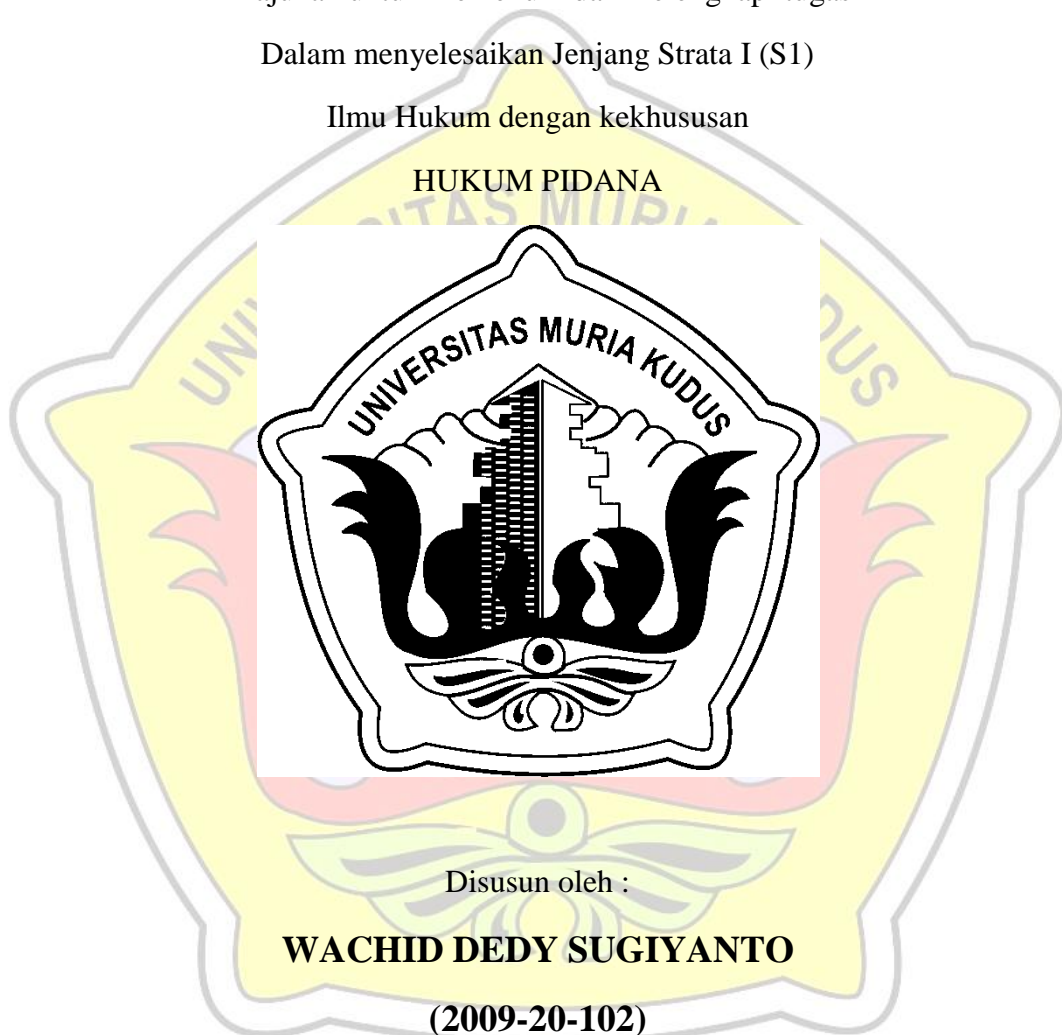 Dalam menyelesaikan Jenjang Strata I (S1)
Ilmu Hukum dengan kekhususan
HUKUM PIDANA
UNIVERSITAS MURIA KUDUS
Disusun oleh :
WACHID DEDY SUGIYANTO
(2009-20-102)